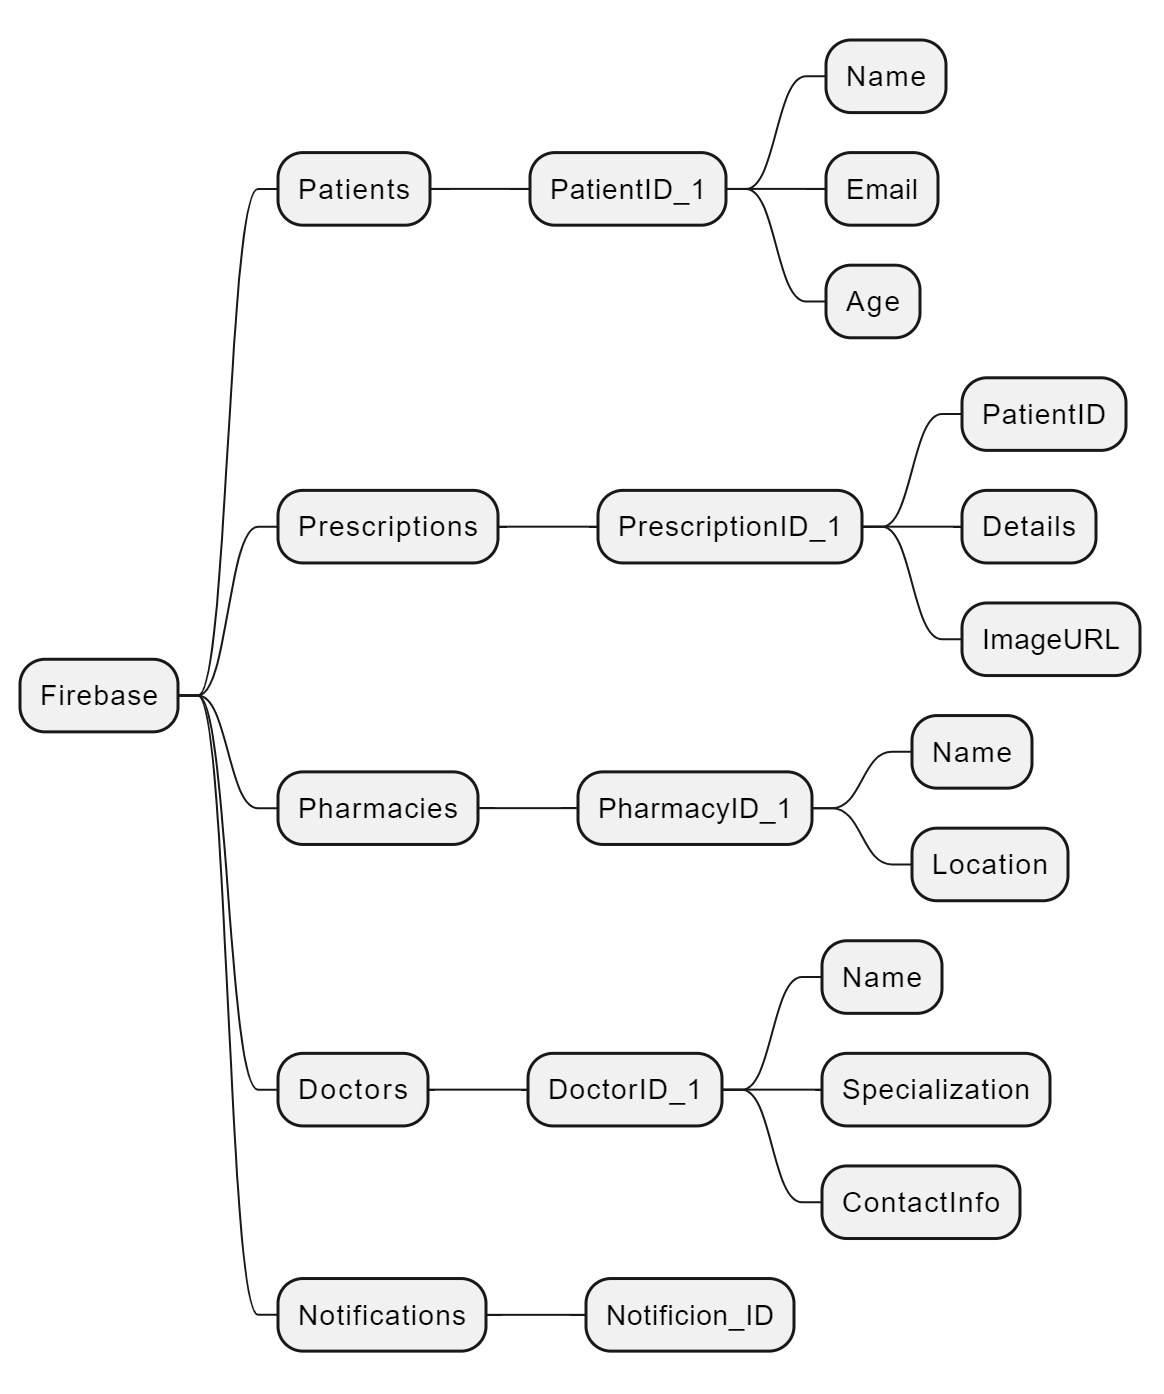 Name
Patients
PatientID_1
Email
Age
PatientID
Prescriptions
PrescriptionID_1
Details
ImageURL
Firebase
Name
Pharmacies
PharmacyID_1
Location
Name
Doctors
DoctorID_1
Specialization
ContactInfo
Notifications
Notificion_ID